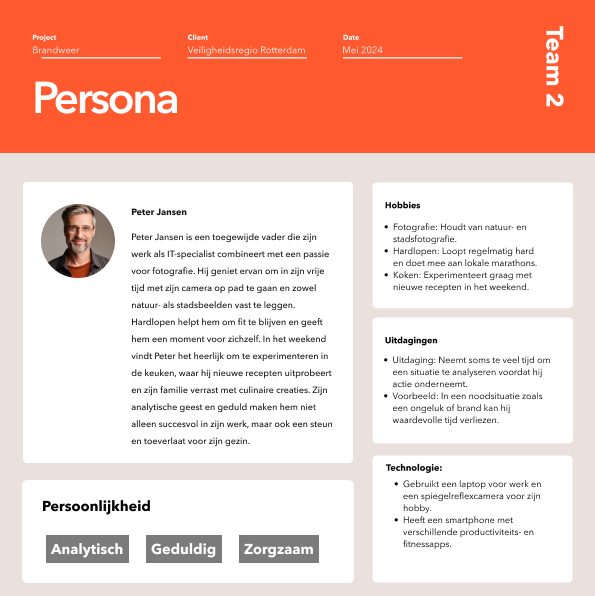 Project
Brandweer
Client
Veiligheidsregio Rotterdam
Date
Mei 2024
Team 2
Persona
Peter Jansen
Peter Jansen is een toegewijde vader die zijn
werk als IT-specialist combineert met een passie
voor fotografie. Hij geniet ervan om in zijn vrije
tijd met zijn camera op pad te gaan en zowel
natuur- als stadsbeelden vast te leggen.
Hardlopen helpt hem om fit te blijven en geeft
hem een moment voor zichzelf. In het weekend
vindt Peter het heerlijk om te experimenteren in
de keuken, waar hij nieuwe recepten uitprobeert
en zijn familie verrast met culinaire creaties. Zijn
analytische geest en geduld maken hem niet
alleen succesvol in zijn werk, maar ook een steun
en toeverlaat voor zijn gezin.
Persoonlijkheid
Analytisch
Geduldig
Zorgzaam
Hobbies
• Fotografie: Houdt van natuur- en
stadsfotografie.
• Hardlopen: Loopt regelmatig hard
en doet mee aan lokale marathons.
• Koken: Experimenteert graag met
nieuwe recepten in het weekend.
Uitdagingen
• Uitdaging: Neemt soms te veel tijd om
een situatie te analyseren voordat hij
actie onderneemt.
• Voorbeeld: In een noodsituatie zoals
een ongeluk of brand kan hij
waardevolle tijd verliezen.
Technologie:
• Gebruikt een laptop voor werk en
een spiegelreflexcamera voor zijn
hobby.
• Heeft een smartphone met
verschillende productiviteits- en
fitnessapps.